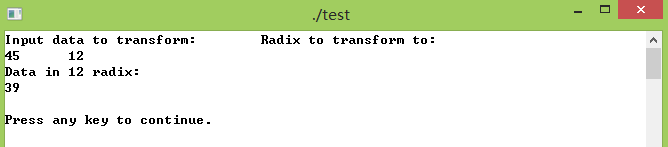 ./test
Input data to transform:        Radix to transform to:
45      12
Data in 12 radix:
39
Press any key to continue.